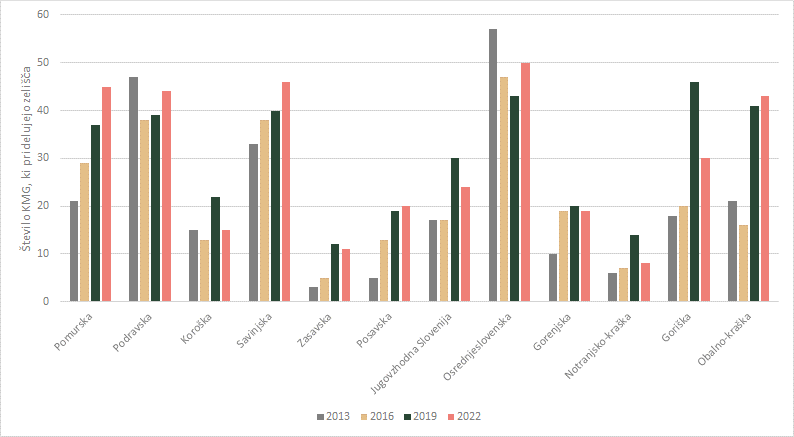 Število KMG, ki pridelujejo zelišča
60
50
40
30
20
10
0
Pomurska
Podravska
Koroška
Savinjska
Zasavska
Posavska
Jugovzhodna Slovenija
Osrednjeslovenska
Gorenjska
Notranjsko-kraška
Goriška
Obalno-kraška
2013 2016 2019 2022